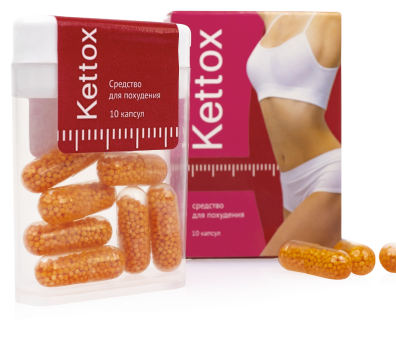 Kettox
Средство
для похудения
10 капсул
Kettox
средство
для похудения
10 капсул